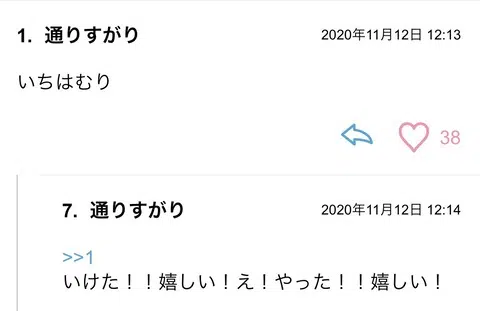 1. 通りすがり 2020年11月12日 12:13
いちはむり
38
7. 通りすがり 2020年11月12日 12:14
>>1
いけた！！嬉しい！え！やった！！嬉しい！